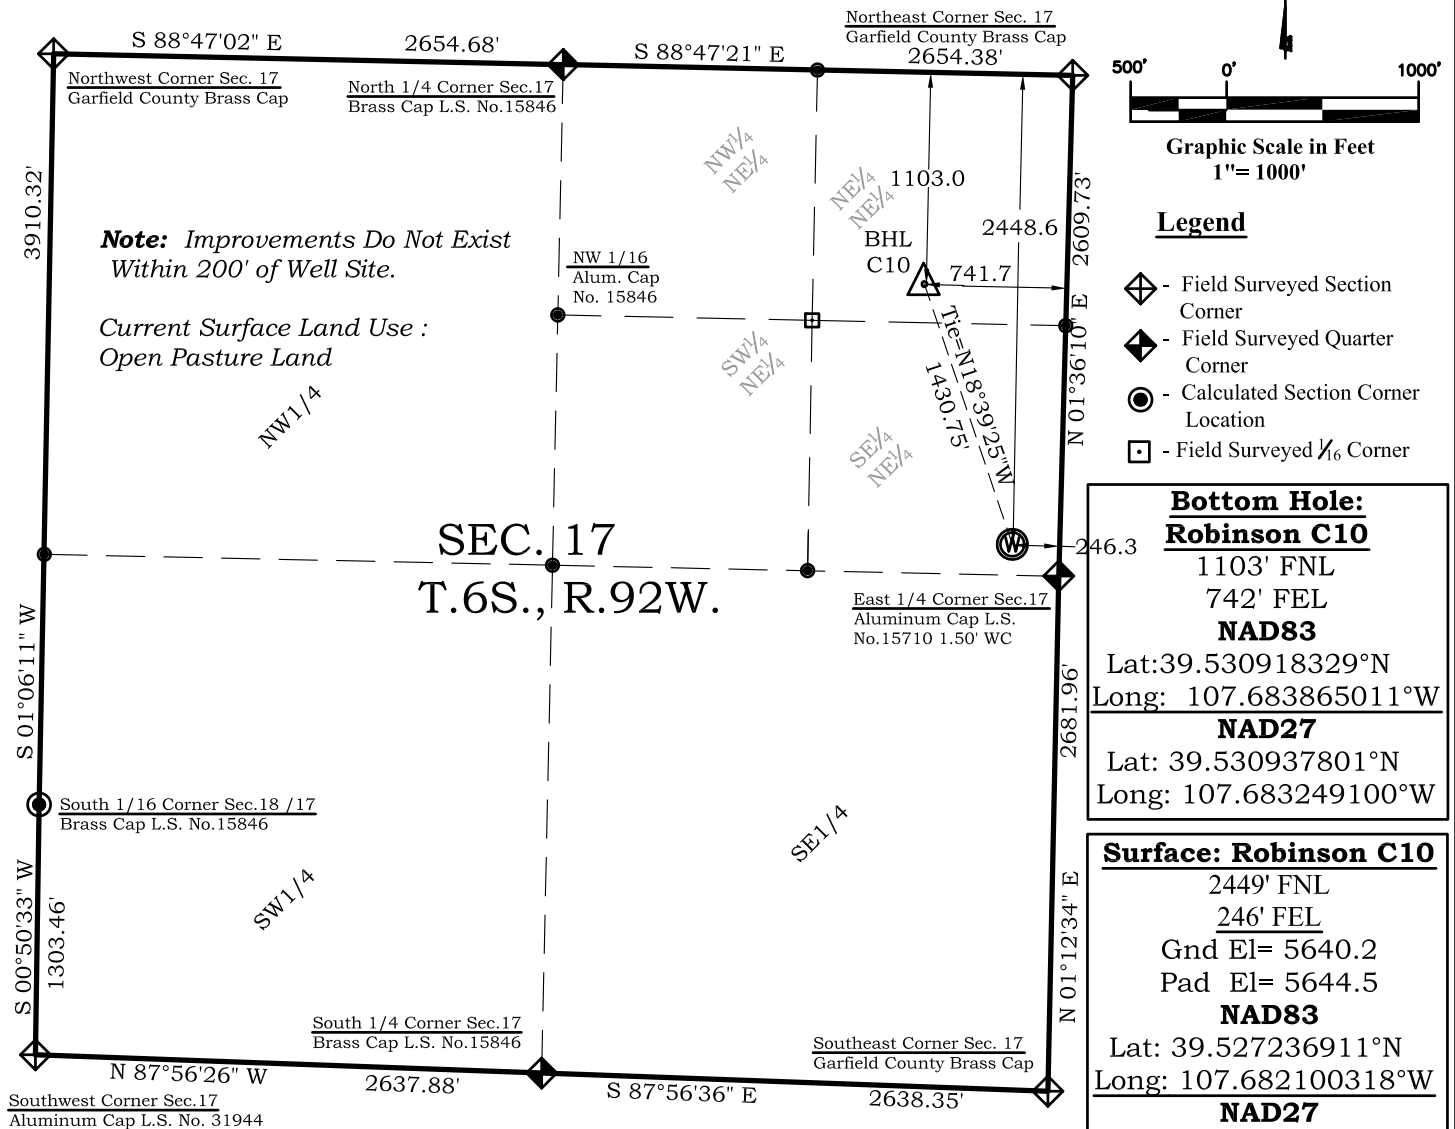 S 88°47'02" E
2654.68'
S 88°47'21" E
Northeast Corner Sec. 17
Garfield County Brass Cap
2654.38'
Northwest Corner Sec. 17
Garfield County Brass Cap
North 1/4 Corner Sec.17
Brass Cap L.S. No.15846
500'
0'
1000'
Graphic Scale in Feet
1"= 1000'
3910.32'
Note: Improvements Do Not Exist
Within 200' of Well Site.
Current Surface Land Use :
Open Pasture Land
NW¼
NE¼
NE¼
NE¼
1103.0
2448.6
2609.73'
BHL
C10
741.7
NW 1/16
Alum. Cap
No. 15846
SW¼
NE¼
Tie=N18°39'25"W
1430.75'
N 01°36'10" E
SE¼
NE¼
NW1/4
Legend
- Field Surveyed Section
Corner
- Field Surveyed Quarter
Corner
- Calculated Section Corner
Location
- Field Surveyed 1/16 Corner
SEC. 17
T.6S., R.92W.
W
246.3
East 1/4 Corner Sec.17
Aluminum Cap L.S.
No.15710 1.50' WC
S 01°06'11" W
2681.96'
South 1/16 Corner Sec.18 /17
Brass Cap L.S. No.15846
SE1/4
SW1/4
S 00°50'33" W
1303.46'
N 01°12'34" E
South 1/4 Corner Sec.17
Brass Cap L.S. No.15846
Southeast Corner Sec. 17
Garfield County Brass Cap
N 87°56'26" W
2637.88'
S 87°56'36" E
2638.35'
Southwest Corner Sec.17
Aluminum Cap L.S. No. 31944
Bottom Hole:
Robinson C10
1103' FNL
742' FEL
NAD83
Lat:39.530918329°N
Long: 107.683865011°W
NAD27
Lat: 39.530937801°N
Long: 107.683249100°W
Surface: Robinson C10
2449' FNL
246' FEL
Gnd El= 5640.2
Pad El= 5644.5
NAD83
Lat: 39.527236911°N
Long: 107.682100318°W
NAD27